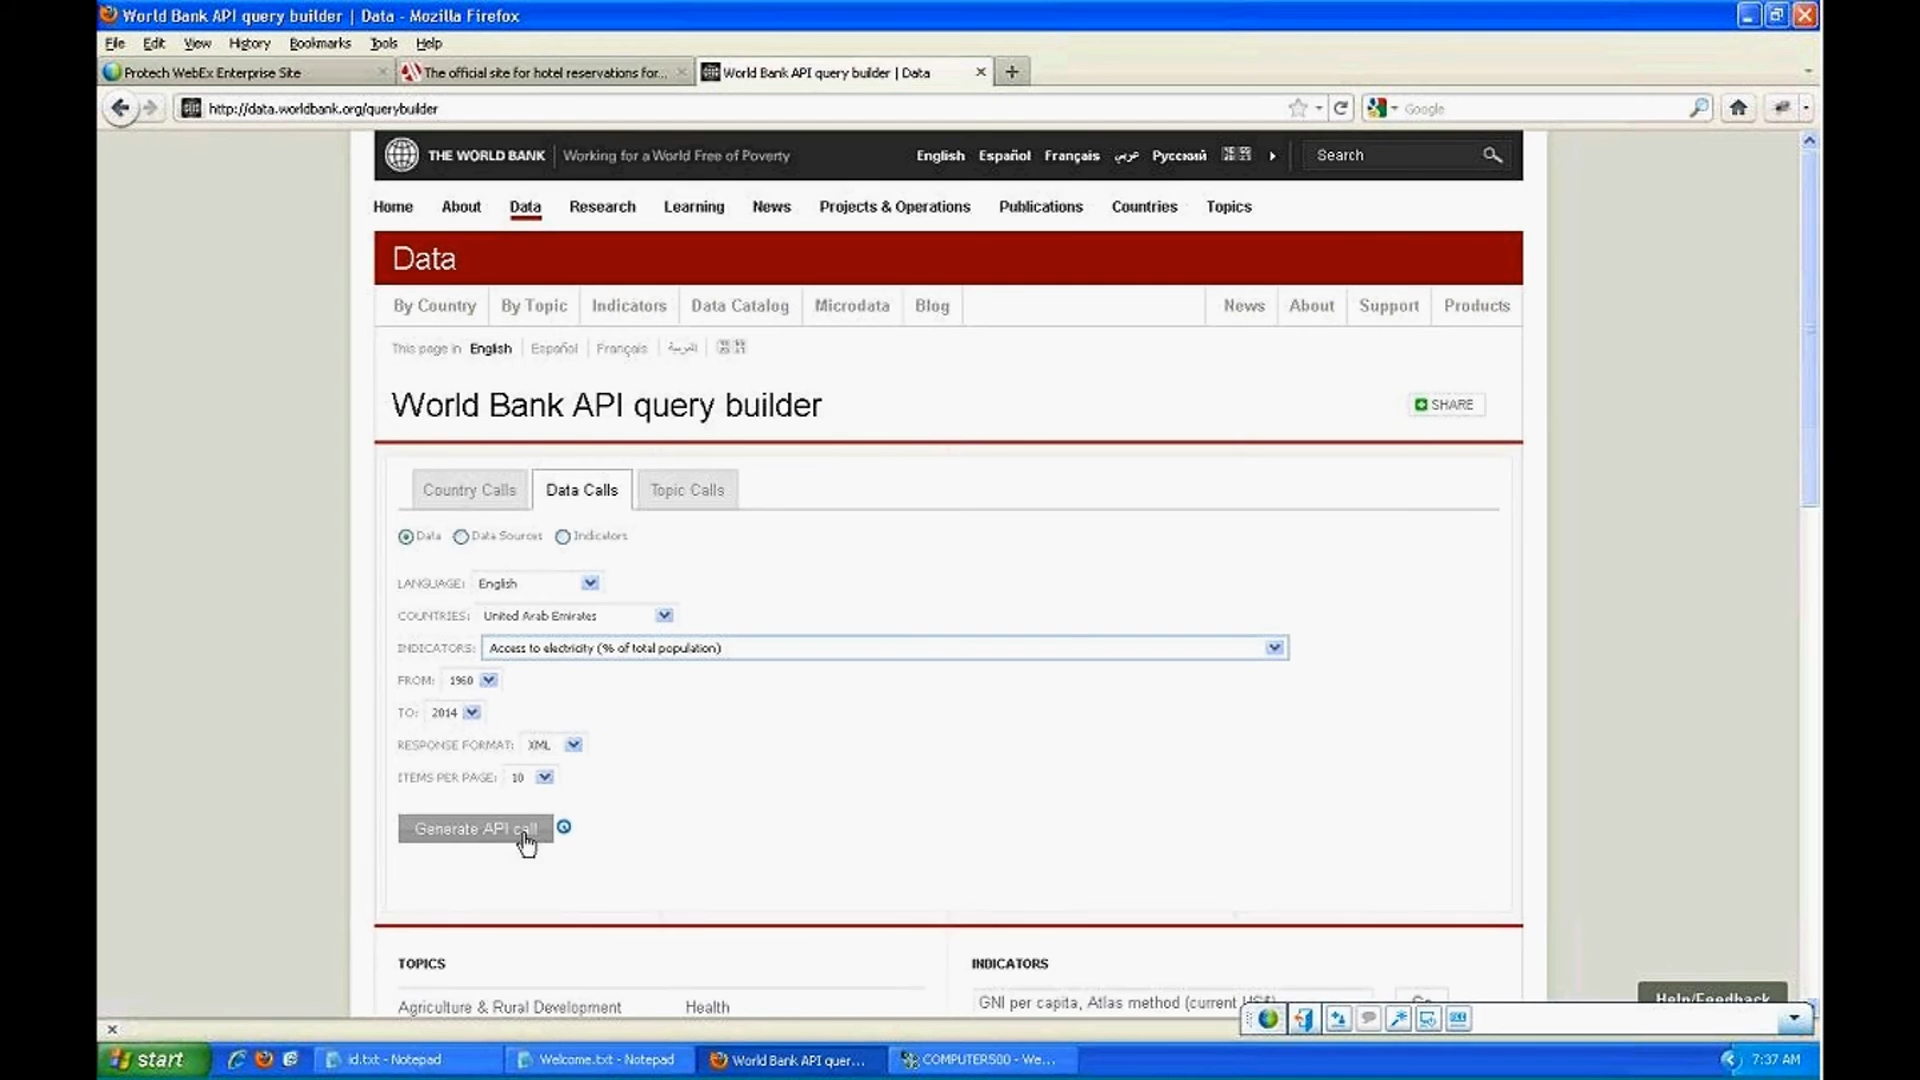 World Bank API query builder | Data - Mozilla Firefox
File Edit View History Bookmarks Tools Help
Protech WebEx Enterprise Site
The official site for hotel reservations for...
World Bank API query builder | Data
http://data.worldbank.org/querybuilder
Google
THE WORLD BANK Working for a World Free of Poverty
English Español Français عربي Русский
Search
Home About Data Research Learning News Projects & Operations Publications Countries Topics
Data
By Country By Topic Indicators Data Catalog Microdata Blog News About Support Products
This page in English Español Français العربية
World Bank API query builder
SHARE
Country Calls Data Calls Topic Calls
Data Data Sources Indicators
LANGUAGE: English
COUNTRIES: United Arab Emirates
INDICATORS: Access to electricity (% of total population)
FROM: 1960
TO: 2014
RESPONSE FORMAT: XML
ITEMS PER PAGE: 10
Generate API call
TOPICS
INDICATORS
Agriculture & Rural Development Health
GNI per capita, Atlas method (current US$)
Go
Help/Feedback
start
id.txt - Notepad
Welcome.txt - Notepad
World Bank API quer...
COMPUTER500 - We...
7:37 AM